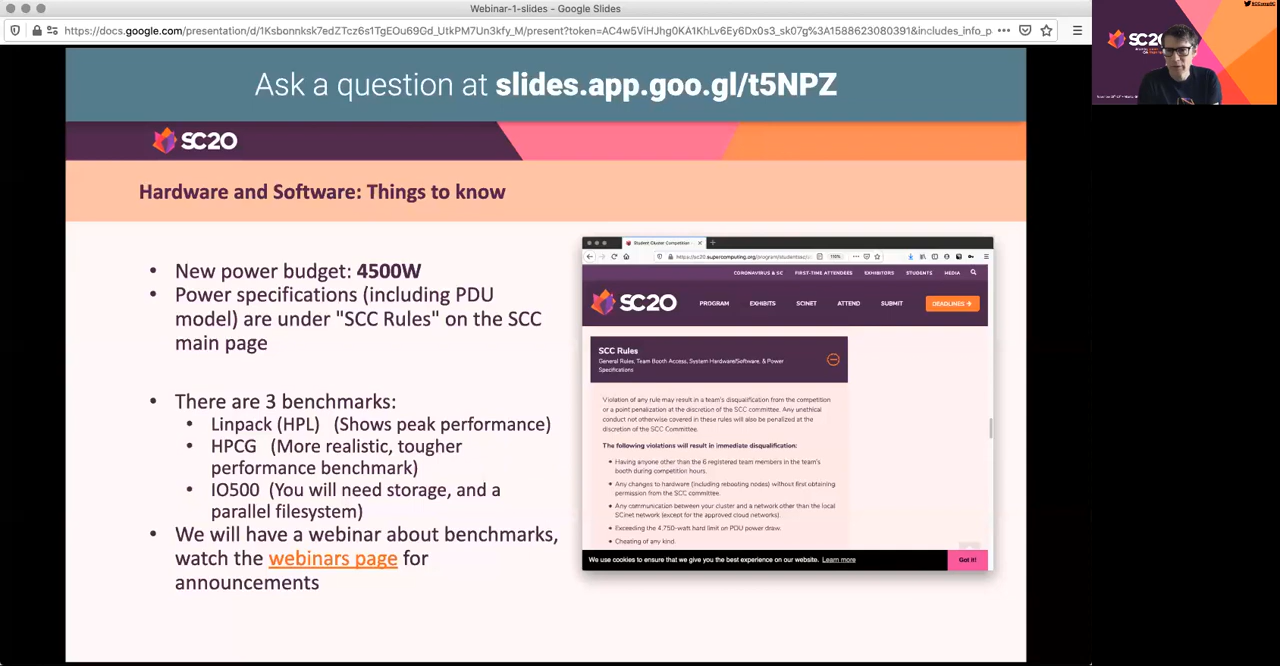 Webinar-1-slides - Google Slides
https://docs.google.com/presentation/d/1Ksbonnksk7edZTcz6s1TgEOu69Gd_UtkPM7Un3kfy_M/present?token=AC4w5ViHJhg0KA1KhLv6Ey6Dx0s3_sk07g%3A1588623080391&includes_info_p
Ask a question at slides.app.goo.gl/t5NPZ
SC20
Hardware and Software: Things to know
• New power budget: 4500W
• Power specifications (including PDU
model) are under "SCC Rules" on the SCC
main page
• There are 3 benchmarks:
• Linpack (HPL) (Shows peak performance)
• HPCG (More realistic, tougher
performance benchmark)
• IO500 (You will need storage, and a
parallel filesystem)
• We will have a webinar about benchmarks,
watch the webinars page for
announcements
Student Cluster Competition
https://sc20.supercomputing.org/program/studentssc/
110%
CORONAVIRUS & SC FIRST-TIME ATTENDEES EXHIBITORS STUDENTS MEDIA
SC20 PROGRAM EXHIBITS SCINET ATTEND SUBMIT DEADLINES →
SCC Rules
General Rules, Team Booth Access, System Hardware/Software, & Power
Specifications
Violation of any rule may result in a team's disqualification from the competition
or a point penalization at the discretion of the SCC committee. Any unethical
conduct not otherwise covered in these rules will also be penalized at the
discretion of the SCC Committee.
The following violations will result in immediate disqualification:
• Having anyone other than the 6 registered team members in the team's
booth during competition hours.
• Any changes to hardware (including rebooting nodes) without first obtaining
permission from the SCC committee.
• Any communication between your cluster and a network other than the local
SCinet network (except for the approved cloud networks).
• Exceeding the 4,750-watt hard limit on PDU power draw.
• Cheating of any kind.
We use cookies to ensure that we give you the best experience on our website. Learn more
Got it!
SC20